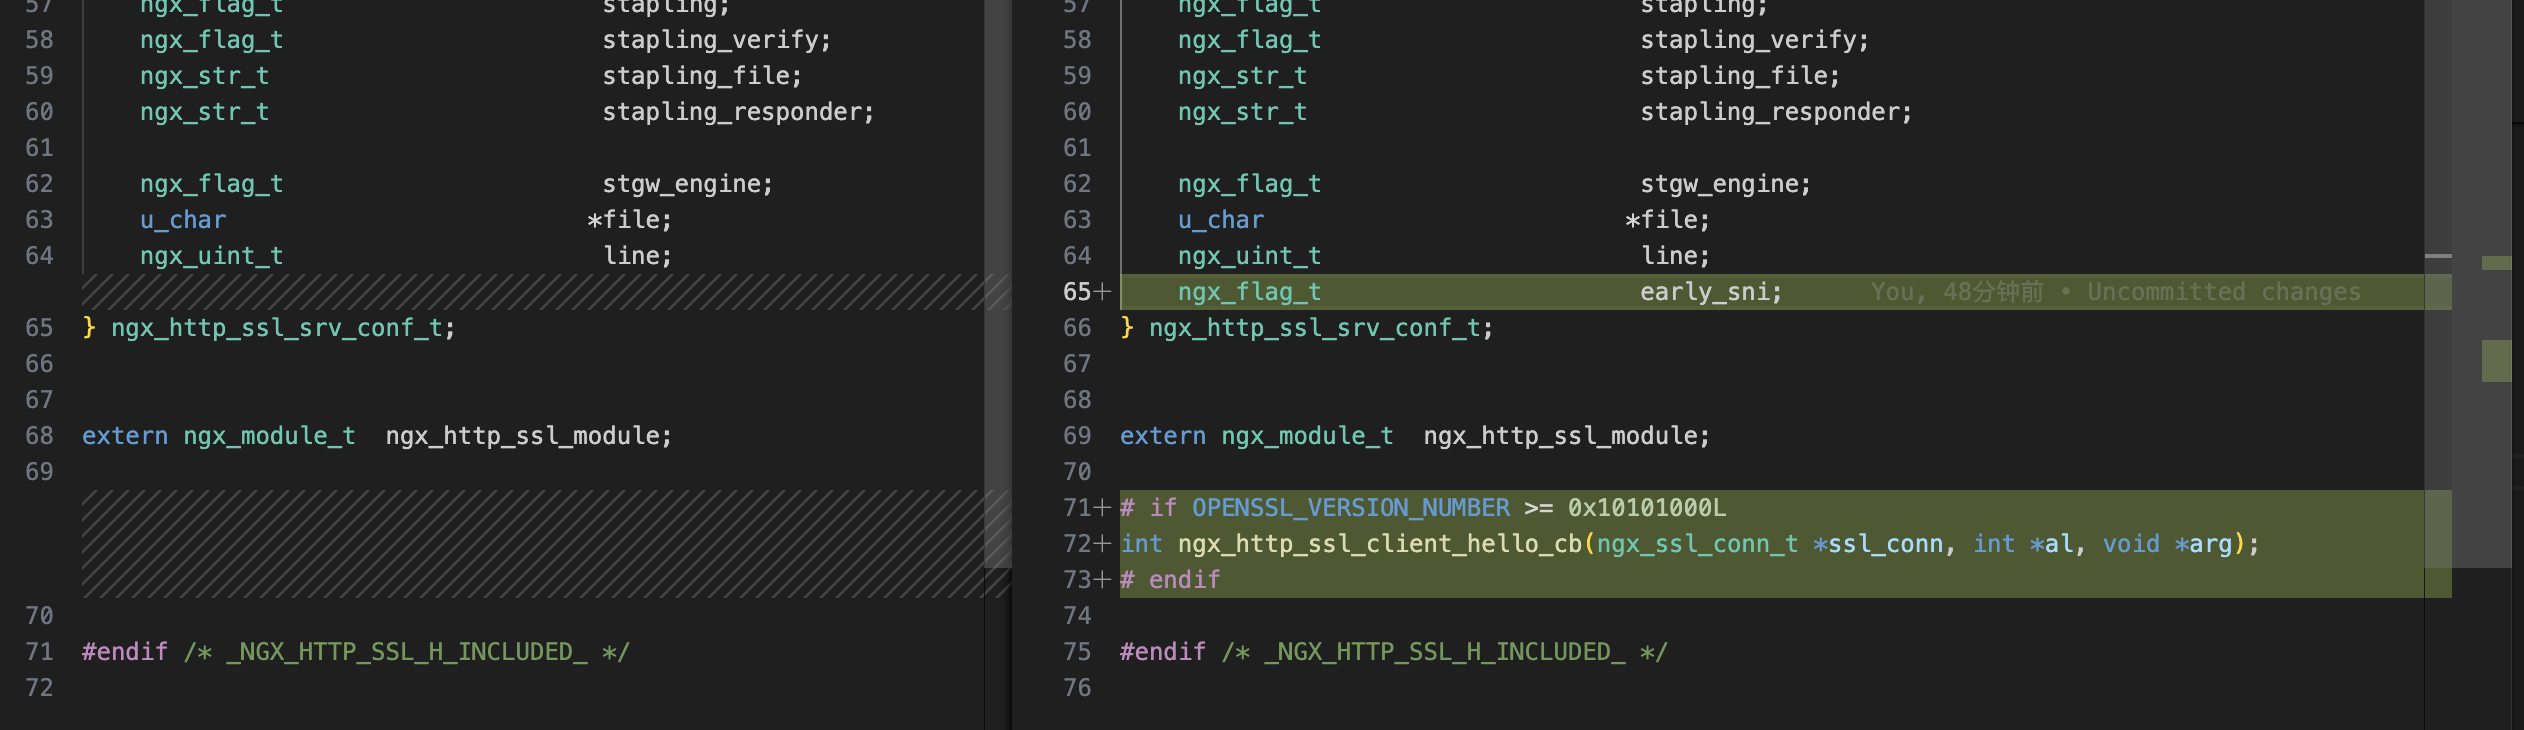 57 ngx_flag_t stapling;
58 ngx_flag_t stapling_verify;
59 ngx_str_t stapling_file;
60 ngx_str_t stapling_responder;
61
62 ngx_flag_t stgw_engine;
63 u_char *file;
64 ngx_uint_t line;
65 } ngx_http_ssl_srv_conf_t;
66
67
68 extern ngx_module_t ngx_http_ssl_module;
69
70
71 #endif /* _NGX_HTTP_SSL_H_INCLUDED_ */
72
57 ngx_flag_t stapling;
58 ngx_flag_t stapling_verify;
59 ngx_str_t stapling_file;
60 ngx_str_t stapling_responder;
61
62 ngx_flag_t stgw_engine;
63 u_char *file;
64 ngx_uint_t line;
65+ ngx_flag_t early_sni; You, 48分钟前 • Uncommitted changes
66 } ngx_http_ssl_srv_conf_t;
67
68
69 extern ngx_module_t ngx_http_ssl_module;
70
71+ # if OPENSSL_VERSION_NUMBER >= 0x10101000L
72+ int ngx_http_ssl_client_hello_cb(ngx_ssl_conn_t *ssl_conn, int *al, void *arg);
73+ # endif
74
75 #endif /* _NGX_HTTP_SSL_H_INCLUDED_ */
76